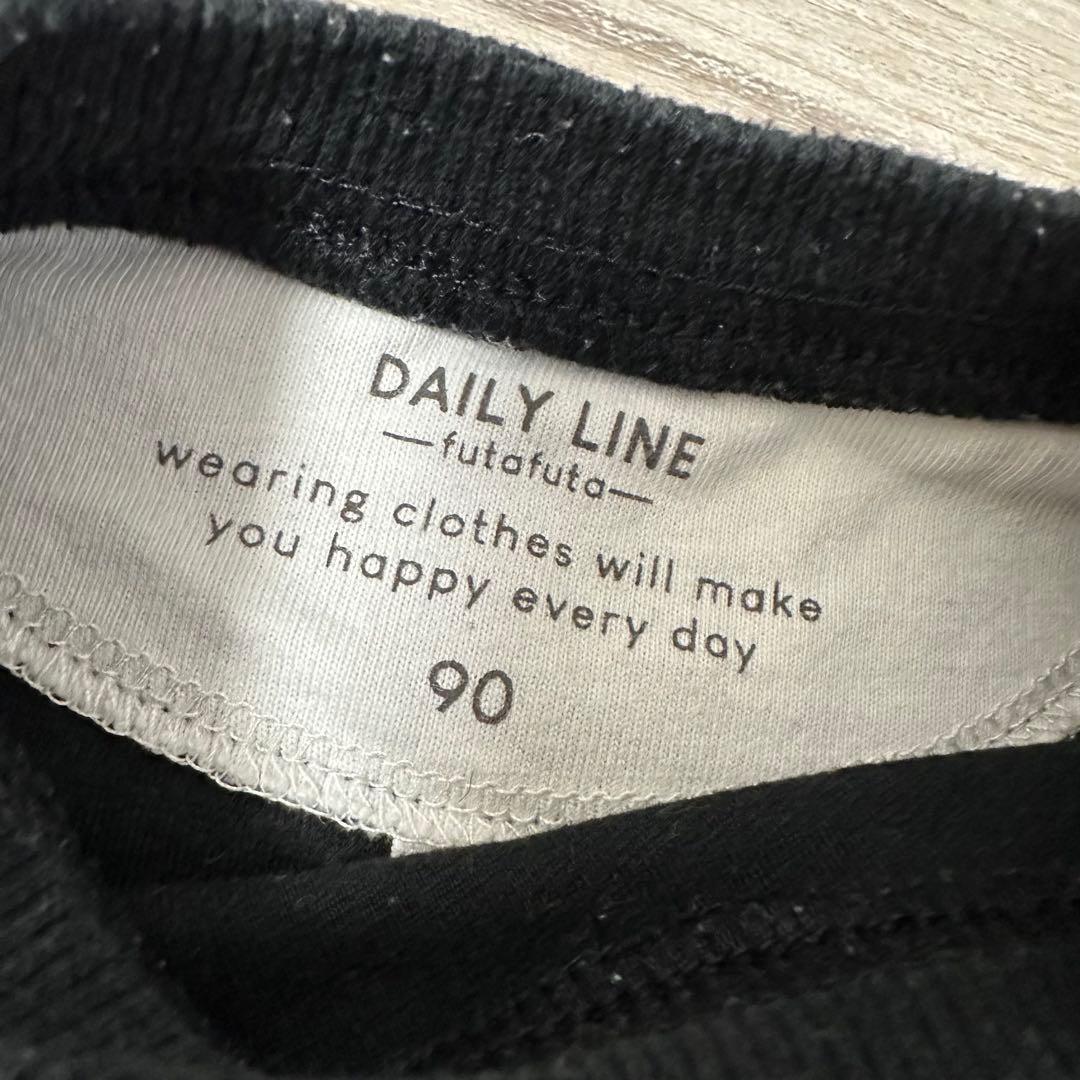 DAILY LINE
—futafuta—
wearing clothes will make
you happy every day
90